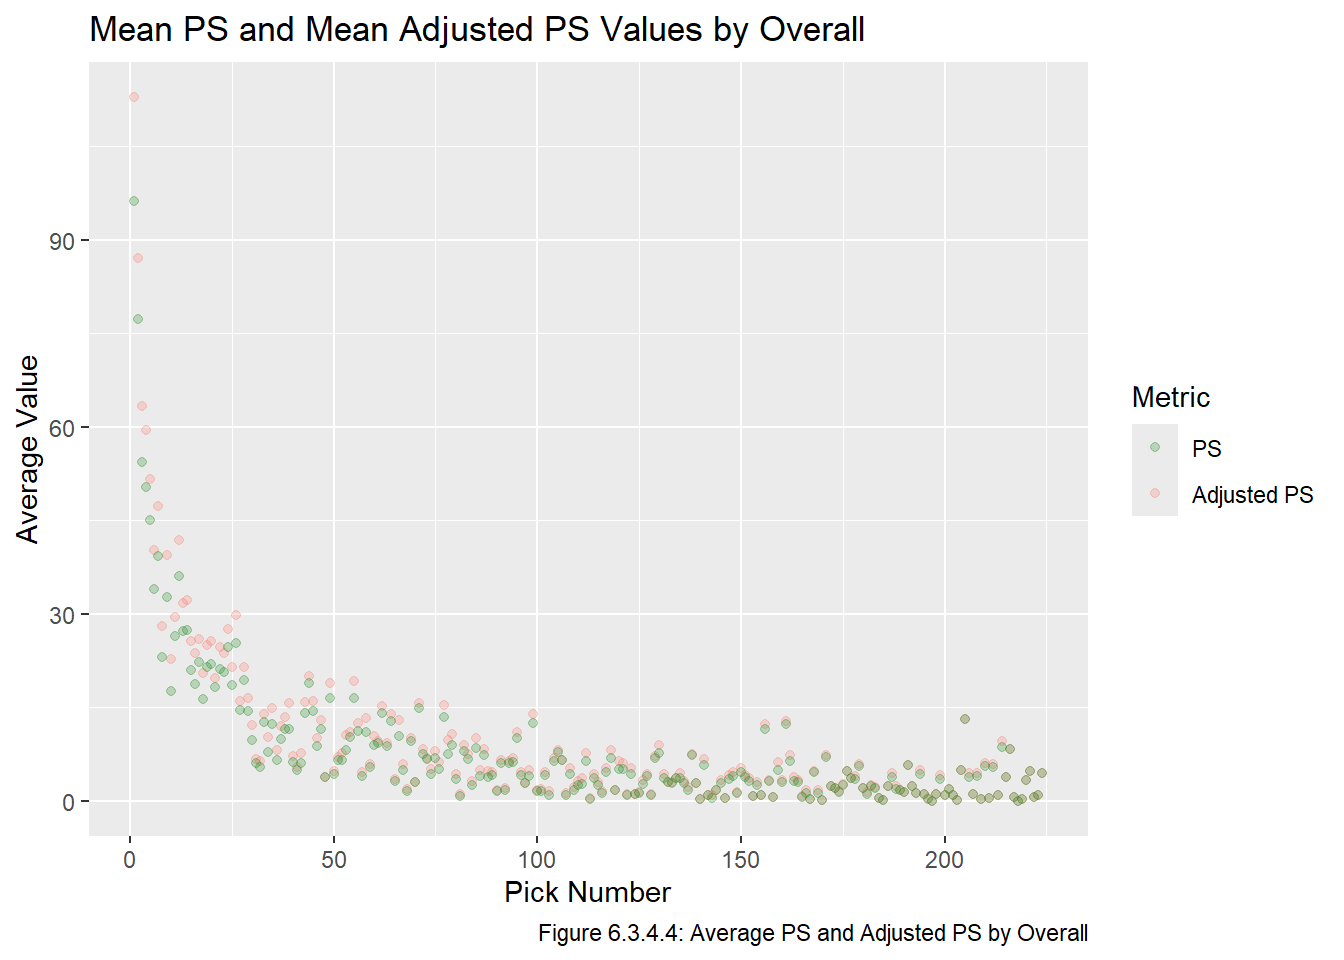 Mean PS and Mean Adjusted PS Values by Overall
Average Value
90
60
30
0
0 50 100 150 200
Pick Number
Metric
PS
Adjusted PS
Figure 6.3.4.4: Average PS and Adjusted PS by Overall